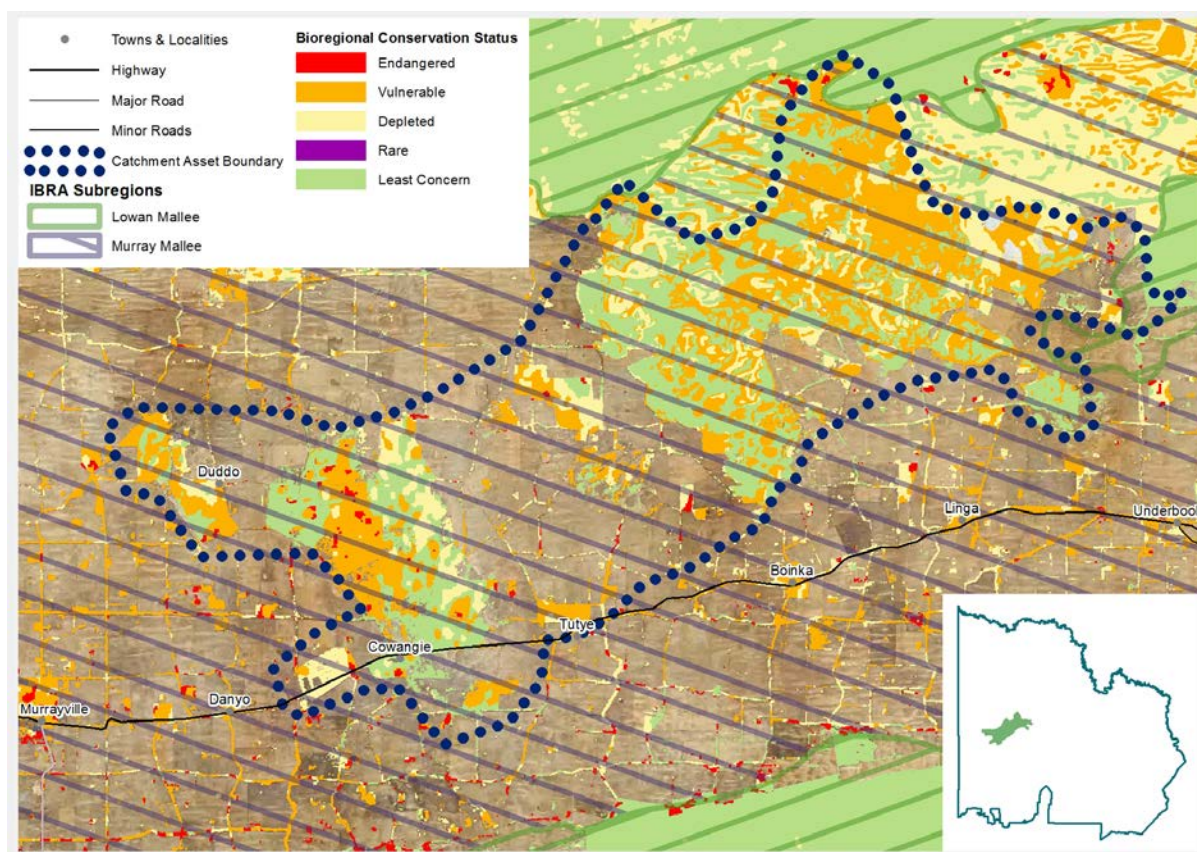 Towns & Localities
Highway
Major Road
Minor Roads
Catchment Asset Boundary
IBRA Subregions
Lowan Mallee
Murray Mallee
Bioregional Conservation Status
Endangered
Vulnerable
Depleted
Rare
Least Concern
Duddo
Linga
Underbool
Boinka
Tutye
Cowangie
Danyo
Murrayville